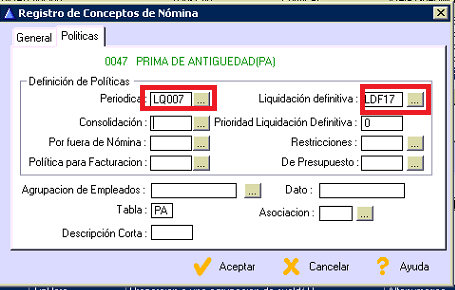 Registro de Conceptos de Nómina
General Politicas
0047 PRIMA DE ANTIGUEDAD(PA)
Definición de Políticas
Periodica: LQ007 ... Liquidación definitiva: LDF17 ...
Consolidación: ... Prioridad Liquidación Definitiva: 0
Por fuera de Nómina: ... Restricciones: ...
Política para Facturacion: ... De Presupuesto: ...
Agrupacion de Empleados: ... Dato:
Tabla: PA Asociacion: ...
Descripción Corta:
Aceptar Cancelar ? Ayuda